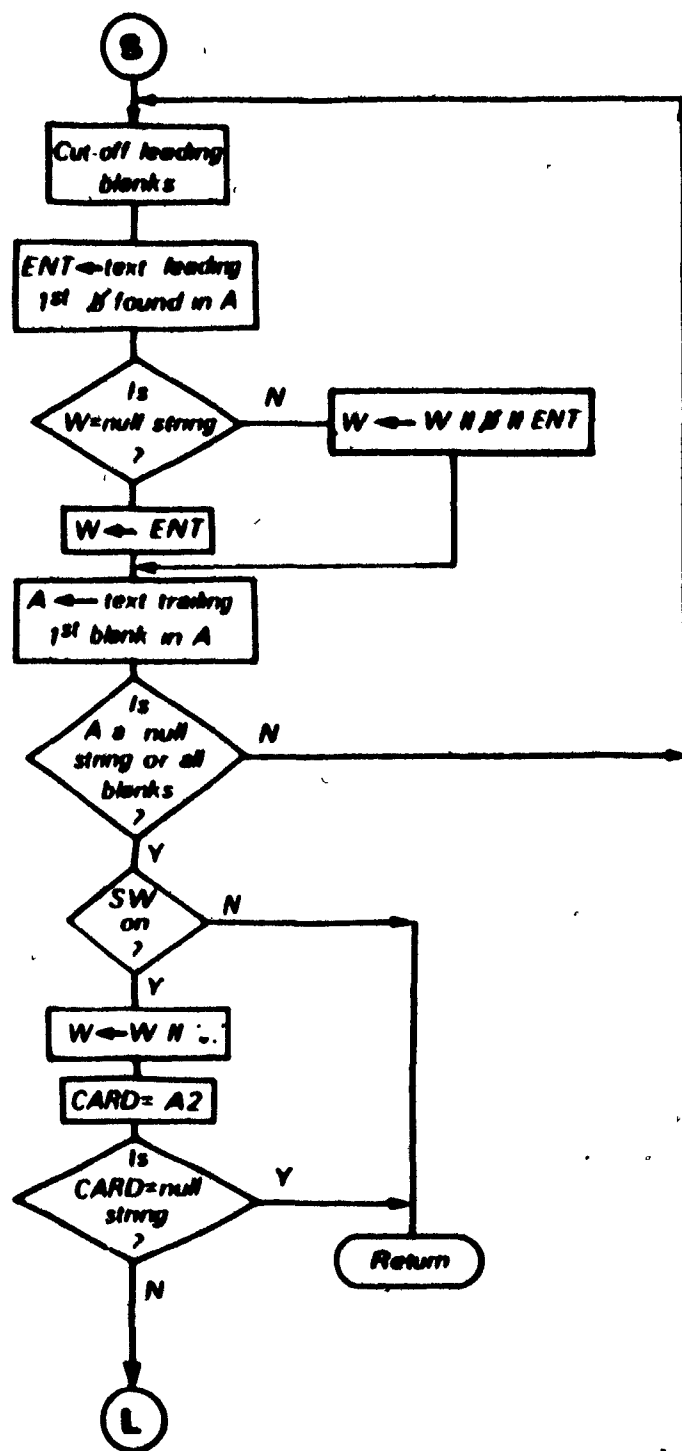 S
Cut-off leading
blanks
ENT ← text leading
1st b̸ found in A
Is
W=null string
?
N
W ← W || b̸ || ENT
W ← ENT
A ← text trailing
1st blank in A
Is
A a null
string or all
blanks
?
N
Y
SW
on
?
N
Y
W ← W ||
CARD= A2
Is
CARD=null
string
?
Y
Return
N
L